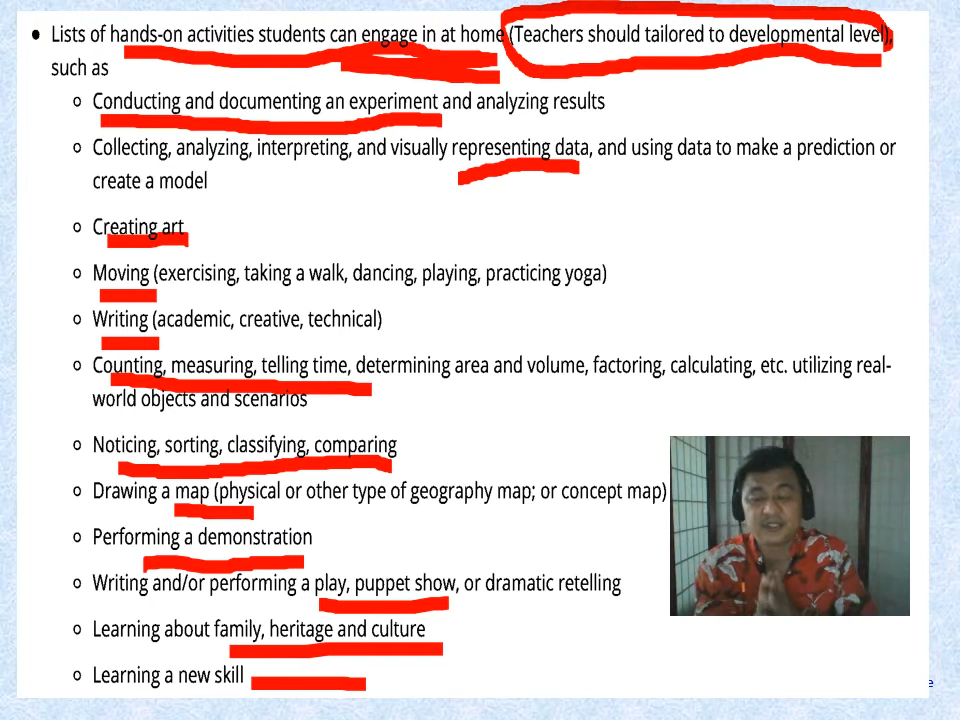 ● Lists of hands-on activities students can engage in at home (Teachers should tailored to developmental level),
such as
o Conducting and documenting an experiment and analyzing results
o Collecting, analyzing, interpreting, and visually representing data, and using data to make a prediction or
create a model
o Creating art
o Moving (exercising, taking a walk, dancing, playing, practicing yoga)
o Writing (academic, creative, technical)
o Counting, measuring, telling time, determining area and volume, factoring, calculating, etc. utilizing real-
world objects and scenarios
o Noticing, sorting, classifying, comparing
o Drawing a map (physical or other type of geography map; or concept map)
o Performing a demonstration
o Writing and/or performing a play, puppet show, or dramatic retelling
o Learning about family, heritage and culture
o Learning a new skill